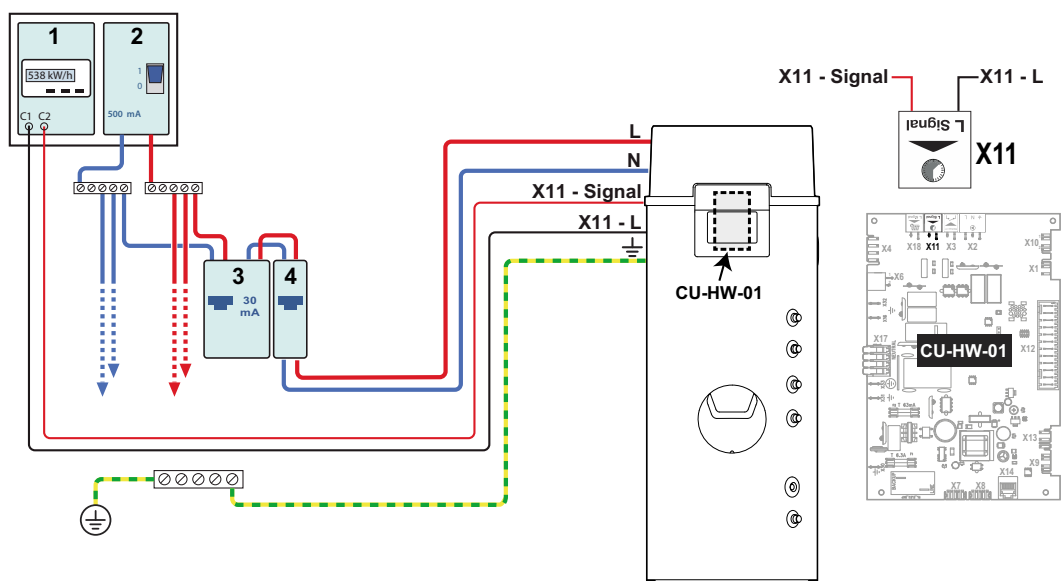 1
2
538 kW/h
1
0
C1 C2
500 mA
3
30
mA
4
L
N
X11 - Signal
X11 - L
CU-HW-01
X11 - Signal
X11 - L
L Signal
X11
X4
X18
X11
X3
X2
X10
X1
X6
X17
NEUTRAL
CU-HW-01
X12
X13
X9
X7
X8
X14